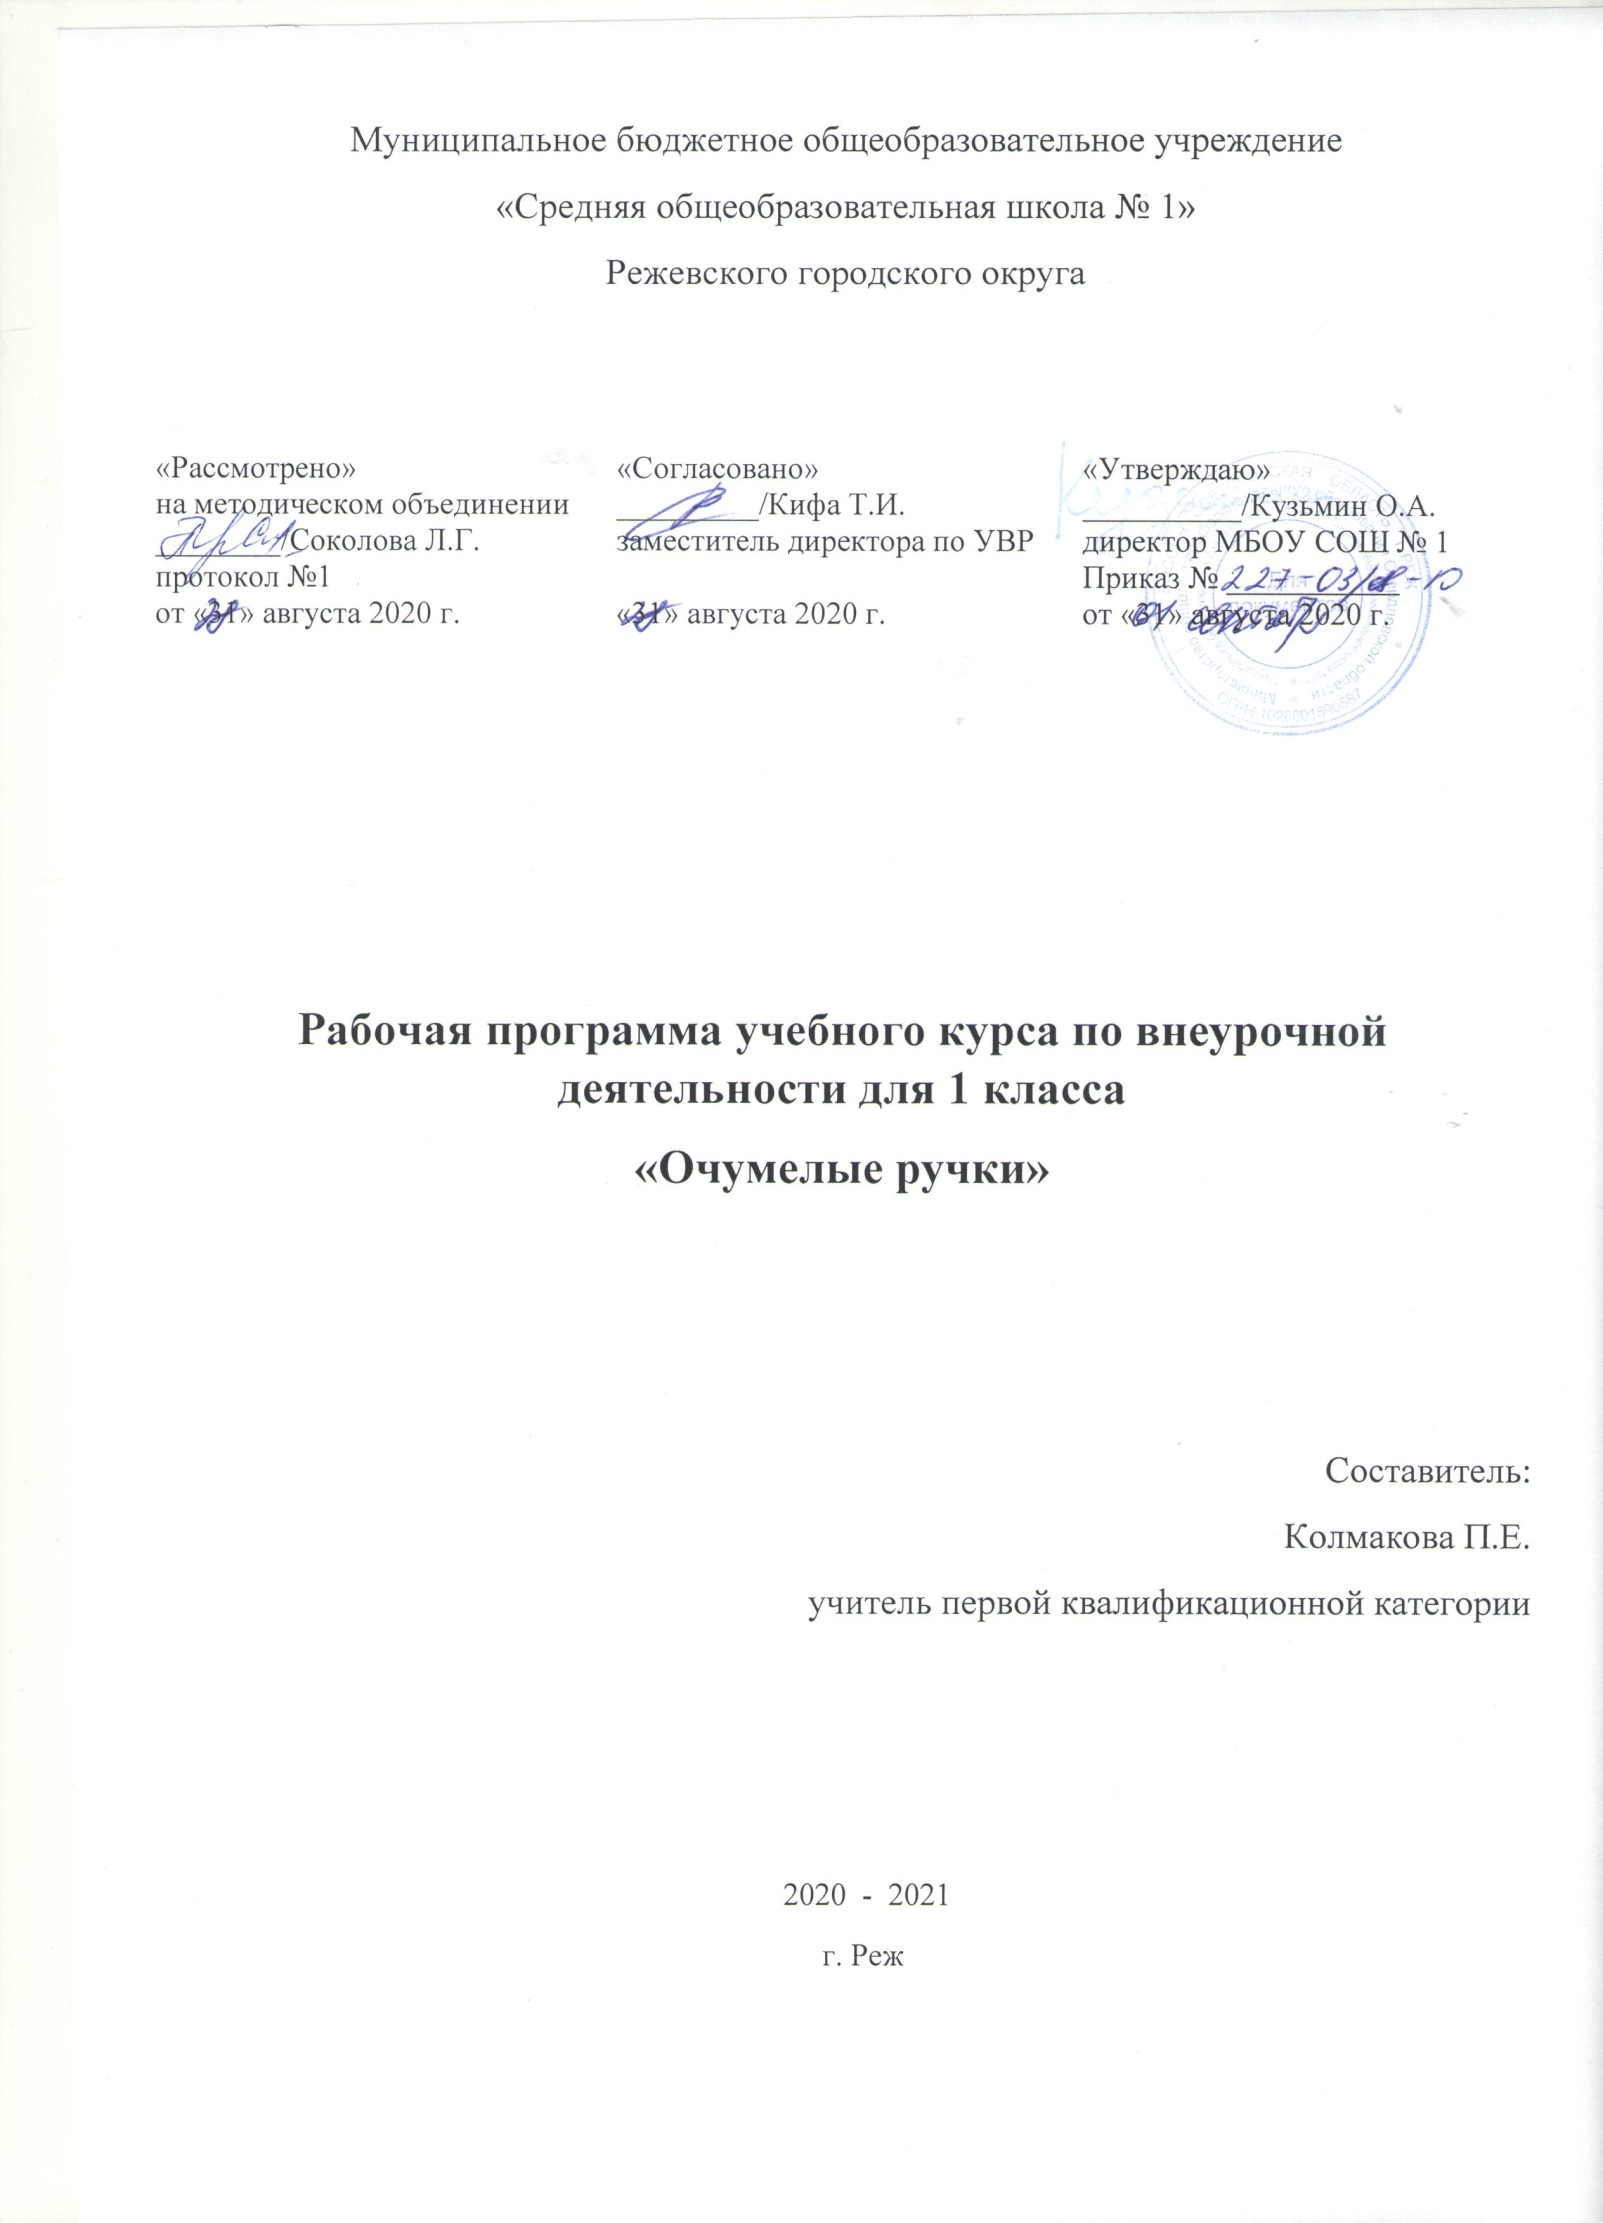 Муниципальное бюджетное общеобразовательное учреждение
«Средняя общеобразовательная школа № 1»
Режевского городского округа
«Рассмотрено»
на методическом объединении
/Соколова Л.Г.
протокол №1
от «31» августа 2020 г.
«Согласовано»
/Кифа Т.И.
заместитель директора по УВР
«31» августа 2020 г.
«Утверждаю»
/Кузьмин О.А.
директор МБОУ СОШ № 1
Приказ № 227-03/
от «31» августа 2020 г.
Рабочая программа учебного курса по внеурочной
деятельности для 1 класса
«Очумелые ручки»
Составитель:
Колмакова П.Е.
учитель первой квалификационной категории
2020 - 2021
г. Реж